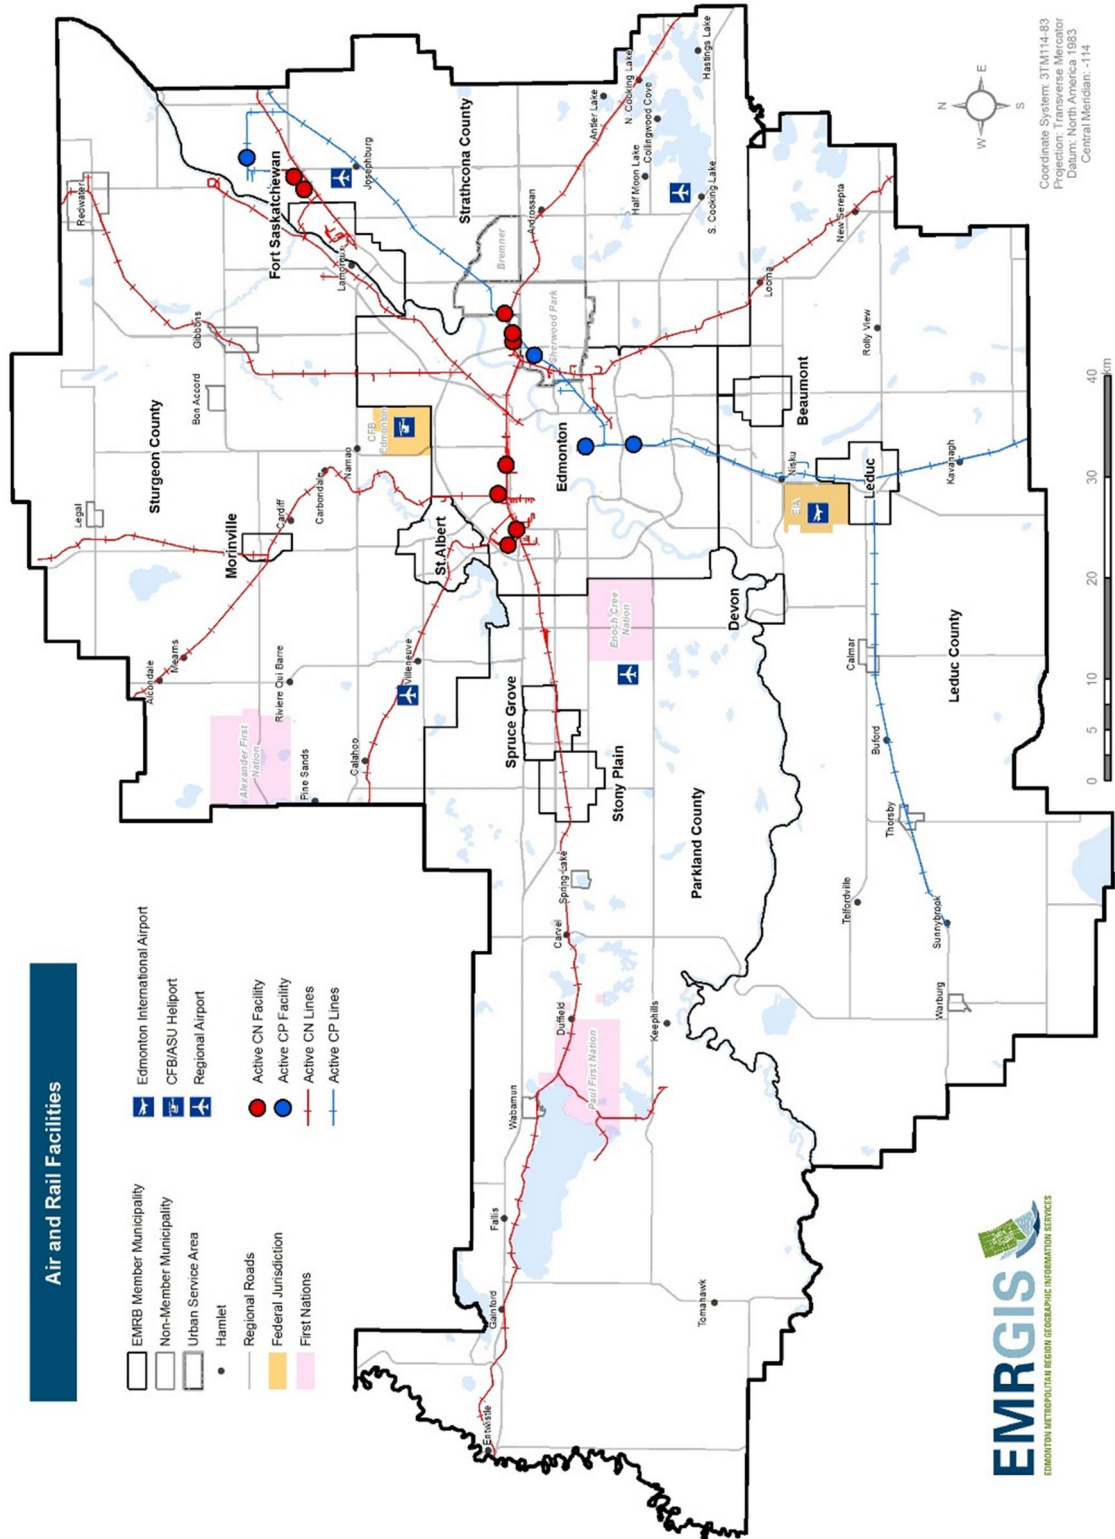 Air and Rail Facilities
EMRB Member Municipality
Non-Member Municipality
Urban Service Area
Hamlet
Regional Roads
Federal Jurisdiction
First Nations
Edmonton International Airport
CFB/ASU Heliport
Regional Airport
Active CN Facility
Active CP Facility
Active CN Lines
Active CP Lines
Redwater
Legal
Sturgeon County
Gibbons
Bon Accord
Alcondale
Mearns
Morinville
Cardiff
Carbondale
Namao
CFB
Edmonton
Fort Saskatchewan
Lamoreux
Josephburg
Alexander First
Nation
Riviere Qui Barre
Pine Sands
Calahoo
Villeneuve
St.Albert
Strathcona County
Bremner
Ardrossan
Sherwood Park
Antler Lake
N. Cooking Lake
Half Moon Lake
Collingwood Cove
Hastings Lake
S. Cooking Lake
Edmonton
Entwistle
Gainford
Fallis
Wabamun
Duffield
Paul First Nation
Carvel
Spring Lake
Spruce Grove
Stony Plain
Enoch Cree
Nation
Keephills
Parkland County
Tomahawk
Devon
Beaumont
Looma
New Serepta
Nisku
EIA
Rolly View
Leduc
Kavanagh
Calmar
Buford
Thorsby
Telfordville
Sunnybrook
Warburg
Leduc County
0 5 10 20 30 40
km
N
W
E
S
Coordinate System: 3TM114-83
Projection: Transverse Mercator
Datum: North America 1983
Central Meridian: -114
EMRGIS
EDMONTON METROPOLITAN REGION GEOGRAPHIC INFORMATION SERVICES